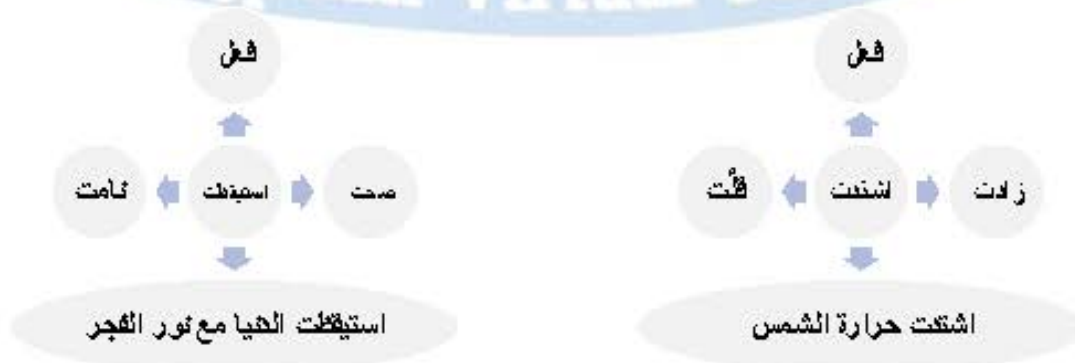 فعل
فعل
زادت
اشتدت
قلَّت
صحت
استيقظت
نامت
اشتدت حرارة الشمس
استيقظت الدنيا مع نور الفجر